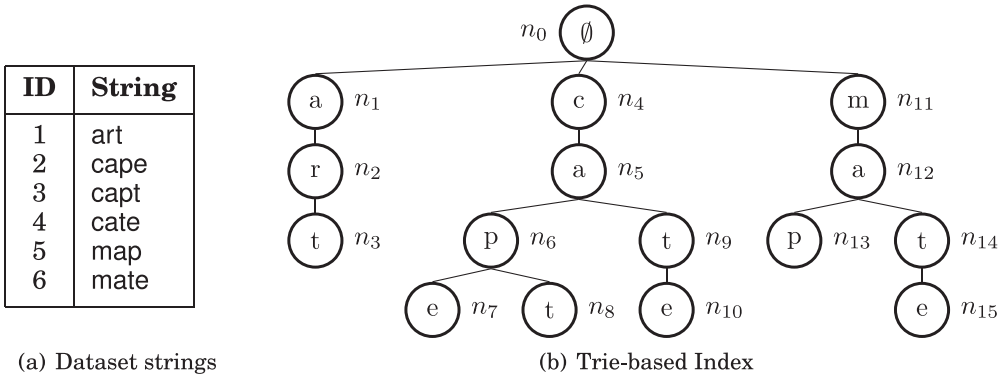 ID String
1 art
2 cape
3 capt
4 cate
5 map
6 mate
(a) Dataset strings
n0 ∅
a n1 c n4 m n11
r n2 a n5 a n12
t n3 p n6 t n9 p n13 t n14
e n7 t n8 e n10 e n15
(b) Trie-based Index